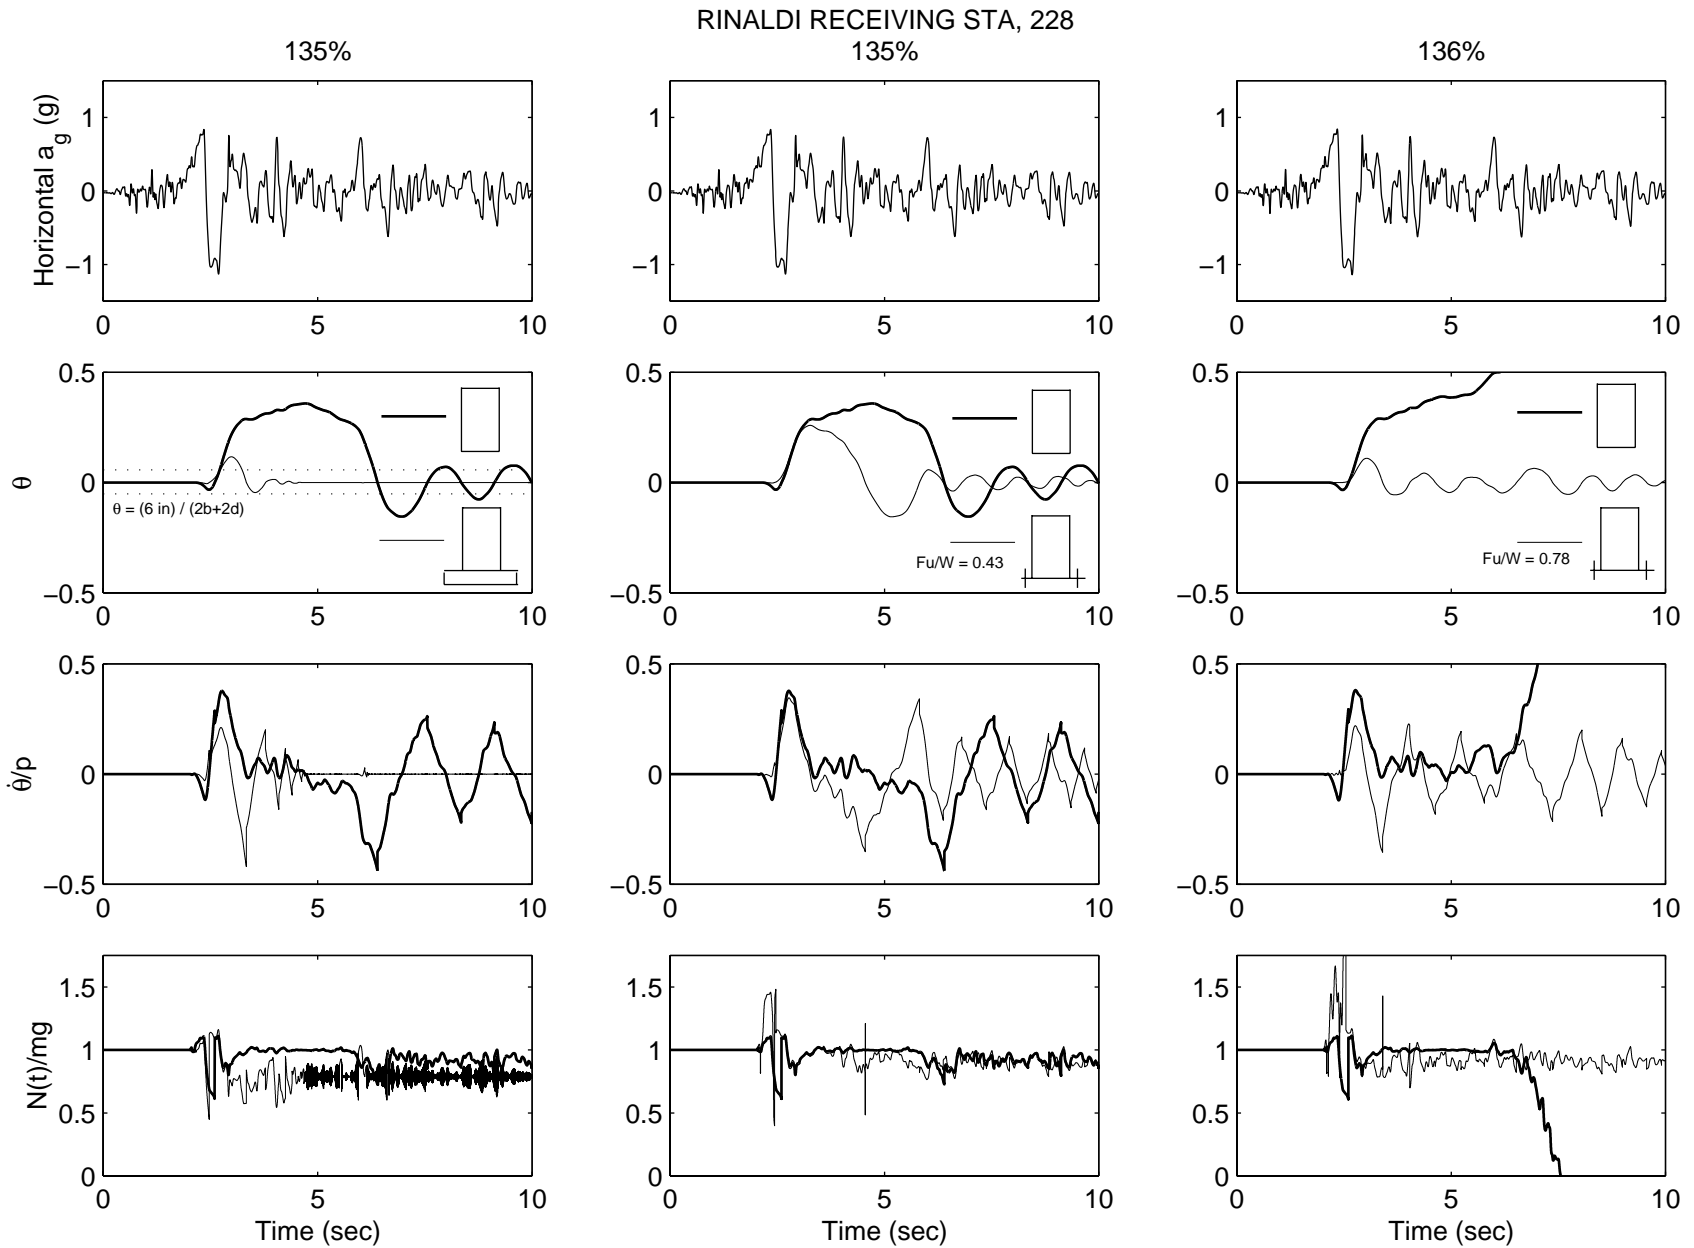 RINALDI RECEIVING STA, 228
135% 135% 136%
Horizontal a_g (g)
1 0 −1
0 5 10
1 0 −1
0 5 10
1 0 −1
0 5 10
θ
0.5 0 −0.5
θ = (6 in) / (2b+2d)
0 5 10
0.5 0 −0.5
Fu/W = 0.43
0 5 10
0.5 0 −0.5
Fu/W = 0.78
0 5 10
θ̇/p
0.5 0 −0.5
0 5 10
0.5 0 −0.5
0 5 10
0.5 0 −0.5
0 5 10
N(t)/mg
1.5 1 0.5 0
0 5 10
Time (sec)
1.5 1 0.5 0
0 5 10
Time (sec)
1.5 1 0.5 0
0 5 10
Time (sec)